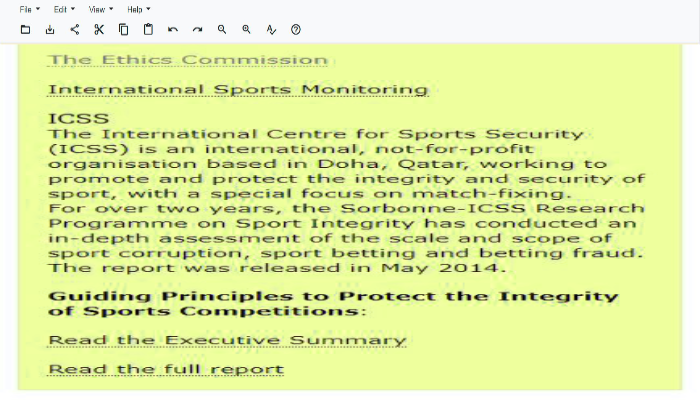 File Edit View Help
The Ethics Commission
International Sports Monitoring
ICSS
The International Centre for Sports Security
(ICSS) is an international, not-for-profit
organisation based in Doha, Qatar, working to
promote and protect the integrity and security of
sport, with a special focus on match-fixing.
For over two years, the Sorbonne-ICSS Research
Programme on Sport Integrity has conducted an
in-depth assessment of the scale and scope of
sport corruption, sport betting and betting fraud.
The report was released in May 2014.
Guiding Principles to Protect the Integrity
of Sports Competitions:
Read the Executive Summary
Read the full report